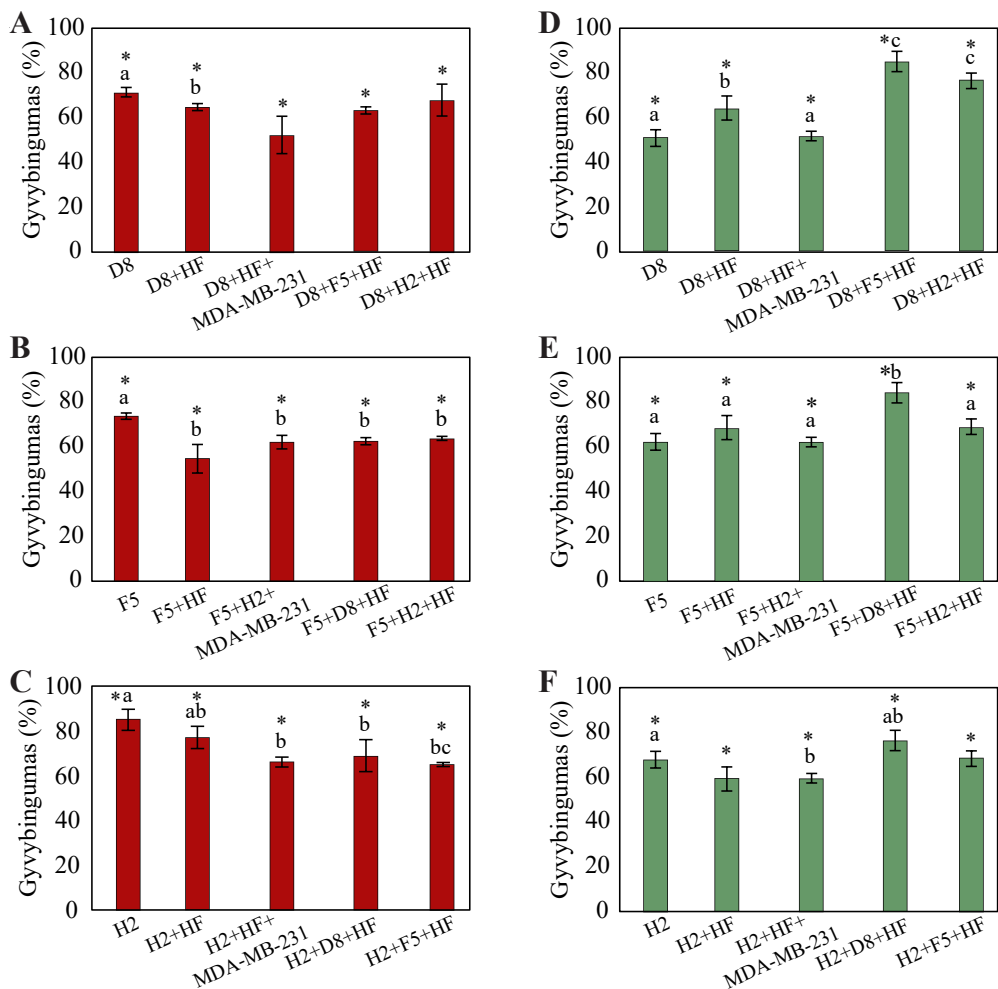 A
Gyvybingumas (%)
100
80
60
40
20
0
*
a
*
b
*
*
*
D8
D8+HF
D8+HF+
MDA-MB-231
D8+F5+HF
D8+H2+HF
D
Gyvybingumas (%)
100
80
60
40
20
0
*
a
*
b
*
a
*c
*
c
D8
D8+HF
D8+HF+
MDA-MB-231
D8+F5+HF
D8+H2+HF
B
Gyvybingumas (%)
100
80
60
40
20
0
*
a
*
b
*
b
*
b
*
b
F5
F5+HF
F5+H2+
MDA-MB-231
F5+D8+HF
F5+H2+HF
E
Gyvybingumas (%)
100
80
60
40
20
0
*
a
*
a
*
a
*b
*
a
F5
F5+HF
F5+H2+
MDA-MB-231
F5+D8+HF
F5+H2+HF
C
Gyvybingumas (%)
100
80
60
40
20
0
*a
*
ab
*
b
*
b
*
bc
H2
H2+HF
H2+HF+
MDA-MB-231
H2+D8+HF
H2+F5+HF
F
Gyvybingumas (%)
100
80
60
40
20
0
*
a
*
*
b
*
ab
*
H2
H2+HF
H2+HF+
MDA-MB-231
H2+D8+HF
H2+F5+HF